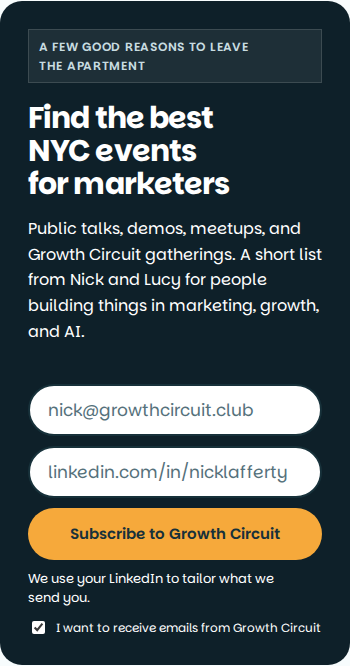 A FEW GOOD REASONS TO LEAVE
THE APARTMENT
Find the best
NYC events
for marketers
Public talks, demos, meetups, and
Growth Circuit gatherings. A short list
from Nick and Lucy for people
building things in marketing, growth,
and AI.
nick@growthcircuit.club
linkedin.com/in/nicklafferty
Subscribe to Growth Circuit
We use your LinkedIn to tailor what we
send you.
I want to receive emails from Growth Circuit